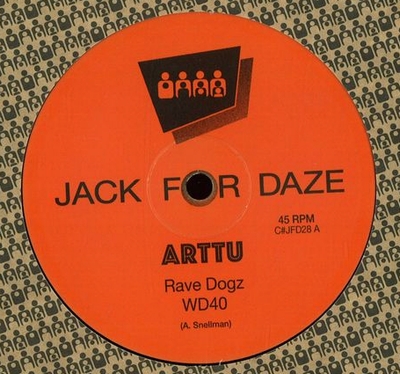 JACK FOR DAZE
45 RPM
C#JFD28 A
ARTTU
Rave Dogz
WD40
(A. Snellman)